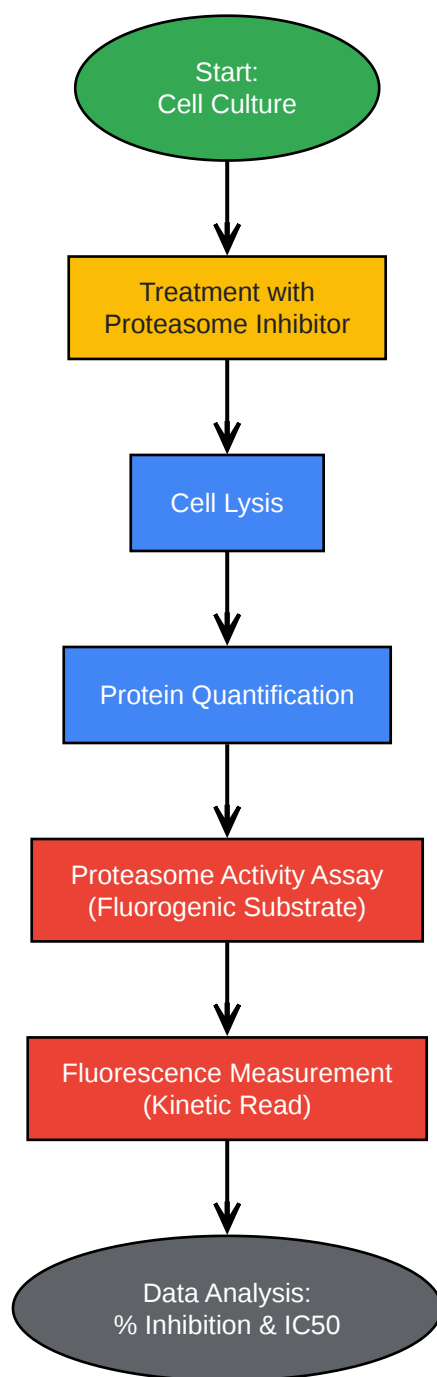 Start:
Cell Culture
Treatment with
Proteasome Inhibitor
Cell Lysis
Protein Quantification
Proteasome Activity Assay
(Fluorogenic Substrate)
Fluorescence Measurement
(Kinetic Read)
Data Analysis:
% Inhibition & IC50